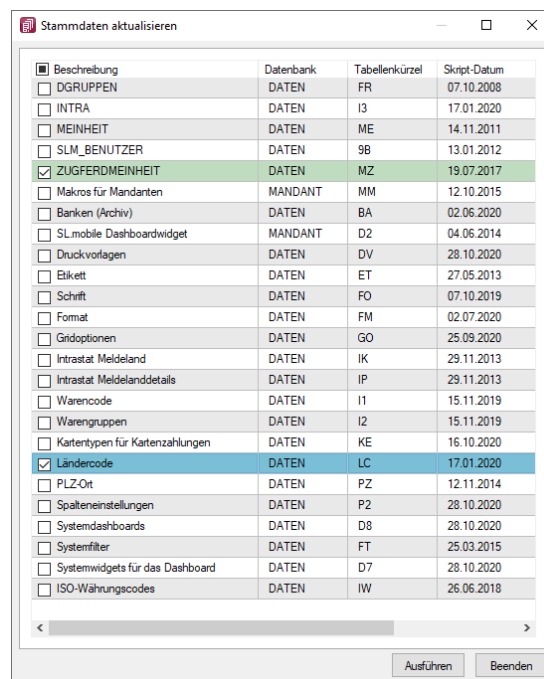 Stammdaten aktualisieren
Beschreibung Datenbank Tabellenkürzel Skript-Datum
DGRUPPEN DATEN FR 07.10.2008
INTRA DATEN I3 17.01.2020
MEINHEIT DATEN ME 14.11.2011
SLM_BENUTZER DATEN 9B 13.01.2012
ZUGFERDMEINHEIT DATEN MZ 19.07.2017
Makros für Mandanten MANDANT MM 12.10.2015
Banken (Archiv) DATEN BA 02.06.2020
SL.mobile Dashboardwidget MANDANT D2 04.06.2014
Druckvorlagen DATEN DV 28.10.2020
Etikett DATEN ET 27.05.2013
Schrift DATEN FO 07.10.2019
Format DATEN FM 02.07.2020
Gridoptionen DATEN GO 25.09.2020
Intrastat Meldeland DATEN IK 29.11.2013
Intrastat Meldelanddetails DATEN IP 29.11.2013
Warencode DATEN I1 15.11.2019
Warengruppen DATEN I2 15.11.2019
Kartentypen für Kartenzahlungen DATEN KE 16.10.2020
Ländercode DATEN LC 17.01.2020
PLZ-Ort DATEN PZ 12.11.2014
Spalteneinstellungen DATEN P2 28.10.2020
Systemdashboards DATEN D8 28.10.2020
Systemfilter DATEN FT 25.03.2015
Systemwidgets für das Dashboard DATEN D7 28.10.2020
ISO-Währungscodes DATEN IW 26.06.2018
Ausführen Beenden